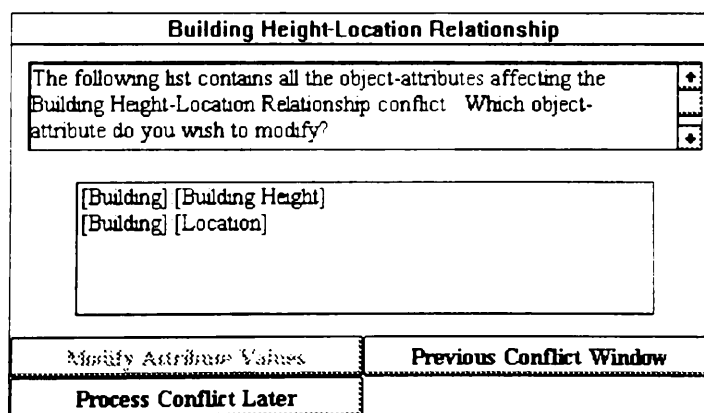 Building Height-Location Relationship
The following list contains all the object-attributes affecting the
Building Height-Location Relationship conflict Which object-
attribute do you wish to modify?
[Building] [Building Height]
[Building] [Location]
Modify Attribute Values
Previous Conflict Window
Process Conflict Later